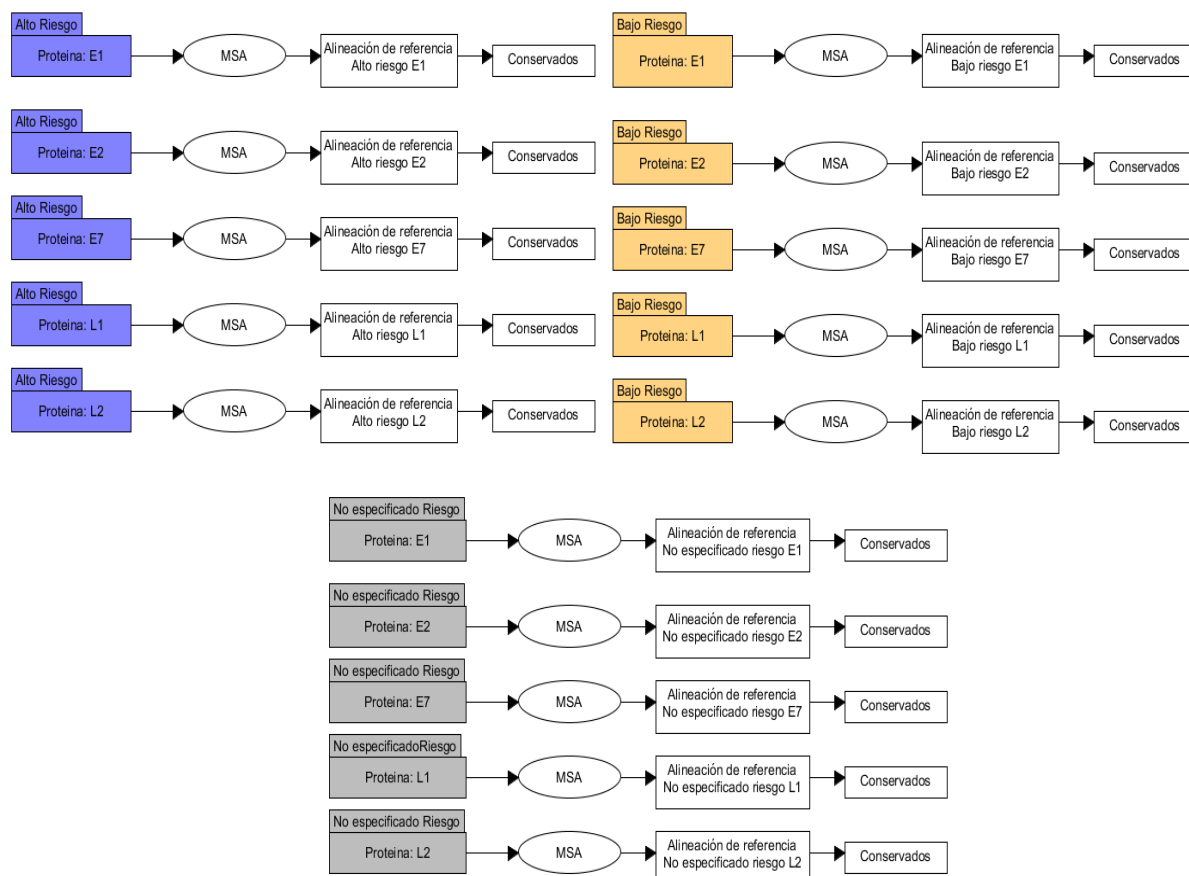 Alto Riesgo
Proteina: E1
MSA
Alineación de referencia
Alto riesgo E1
Conservados
Alto Riesgo
Proteina: E2
MSA
Alineación de referencia
Alto riesgo E2
Conservados
Alto Riesgo
Proteina: E7
MSA
Alineación de referencia
Alto riesgo E7
Conservados
Alto Riesgo
Proteina: L1
MSA
Alineación de referencia
Alto riesgo L1
Conservados
Alto Riesgo
Proteina: L2
MSA
Alineación de referencia
Alto riesgo L2
Conservados
Bajo Riesgo
Proteina: E1
MSA
Alineación de referencia
Bajo riesgo E1
Conservados
Bajo Riesgo
Proteina: E2
MSA
Alineación de referencia
Bajo riesgo E2
Conservados
Bajo Riesgo
Proteina: E7
MSA
Alineación de referencia
Bajo riesgo E7
Conservados
Bajo Riesgo
Proteina: L1
MSA
Alineación de referencia
Bajo riesgo L1
Conservados
Bajo Riesgo
Proteina: L2
MSA
Alineación de referencia
Bajo riesgo L2
Conservados
No especificado Riesgo
Proteina: E1
MSA
Alineación de referencia
No especificado riesgo E1
Conservados
No especificado Riesgo
Proteina: E2
MSA
Alineación de referencia
No especificado riesgo E2
Conservados
No especificado Riesgo
Proteina: E7
MSA
Alineación de referencia
No especificado riesgo E7
Conservados
No especificadoRiesgo
Proteina: L1
MSA
Alineación de referencia
No especificado riesgo L1
Conservados
No especificado Riesgo
Proteina: L2
MSA
Alineación de referencia
No especificado riesgo L2
Conservados